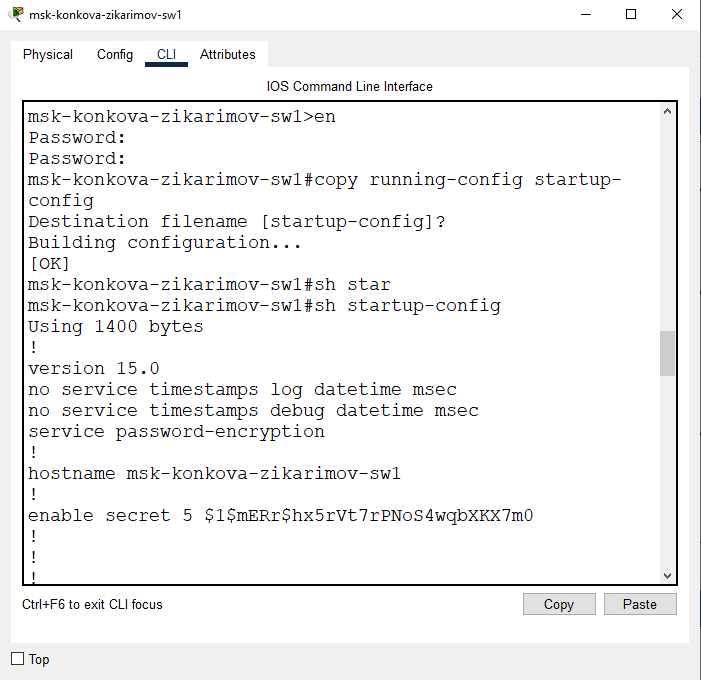 msk-konkova-zikarimov-sw1
Physical Config CLI Attributes
IOS Command Line Interface
msk-konkova-zikarimov-sw1>en
Password:
Password:
msk-konkova-zikarimov-sw1#copy running-config startup-
config
Destination filename [startup-config]?
Building configuration...
[OK]
msk-konkova-zikarimov-sw1#sh star
msk-konkova-zikarimov-sw1#sh startup-config
Using 1400 bytes
!
version 15.0
no service timestamps log datetime msec
no service timestamps debug datetime msec
service password-encryption
!
hostname msk-konkova-zikarimov-sw1
!
enable secret 5 $1$mERr$hx5rVt7rPNoS4wqbXKX7m0
!
!
!
Ctrl+F6 to exit CLI focus
Copy Paste
Top